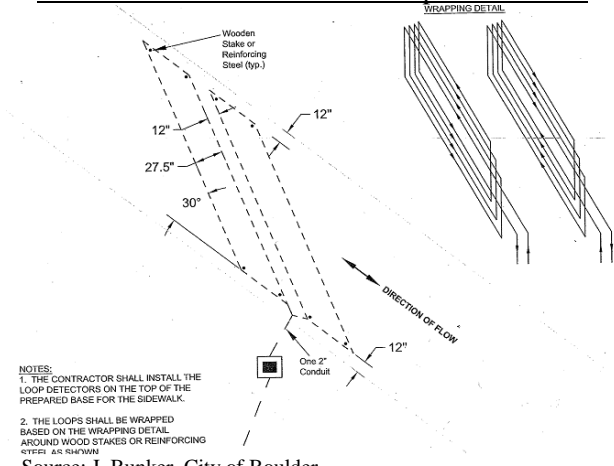 WRAPPING DETAIL
Wooden
Stake or
Reinforcing
Steel (typ.)
12"
12"
27.5"
30°
DIRECTION OF FLOW
12"
One 2"
Conduit
NOTES:
1. THE CONTRACTOR SHALL INSTALL THE
LOOP DETECTORS ON THE TOP OF THE
PREPARED BASE FOR THE SIDEWALK.
2. THE LOOPS SHALL BE WRAPPED
BASED ON THE WRAPPING DETAIL
AROUND WOOD STAKES OR REINFORCING
STEEL AS SHOWN
Source: J. Bunker, City of Boulder